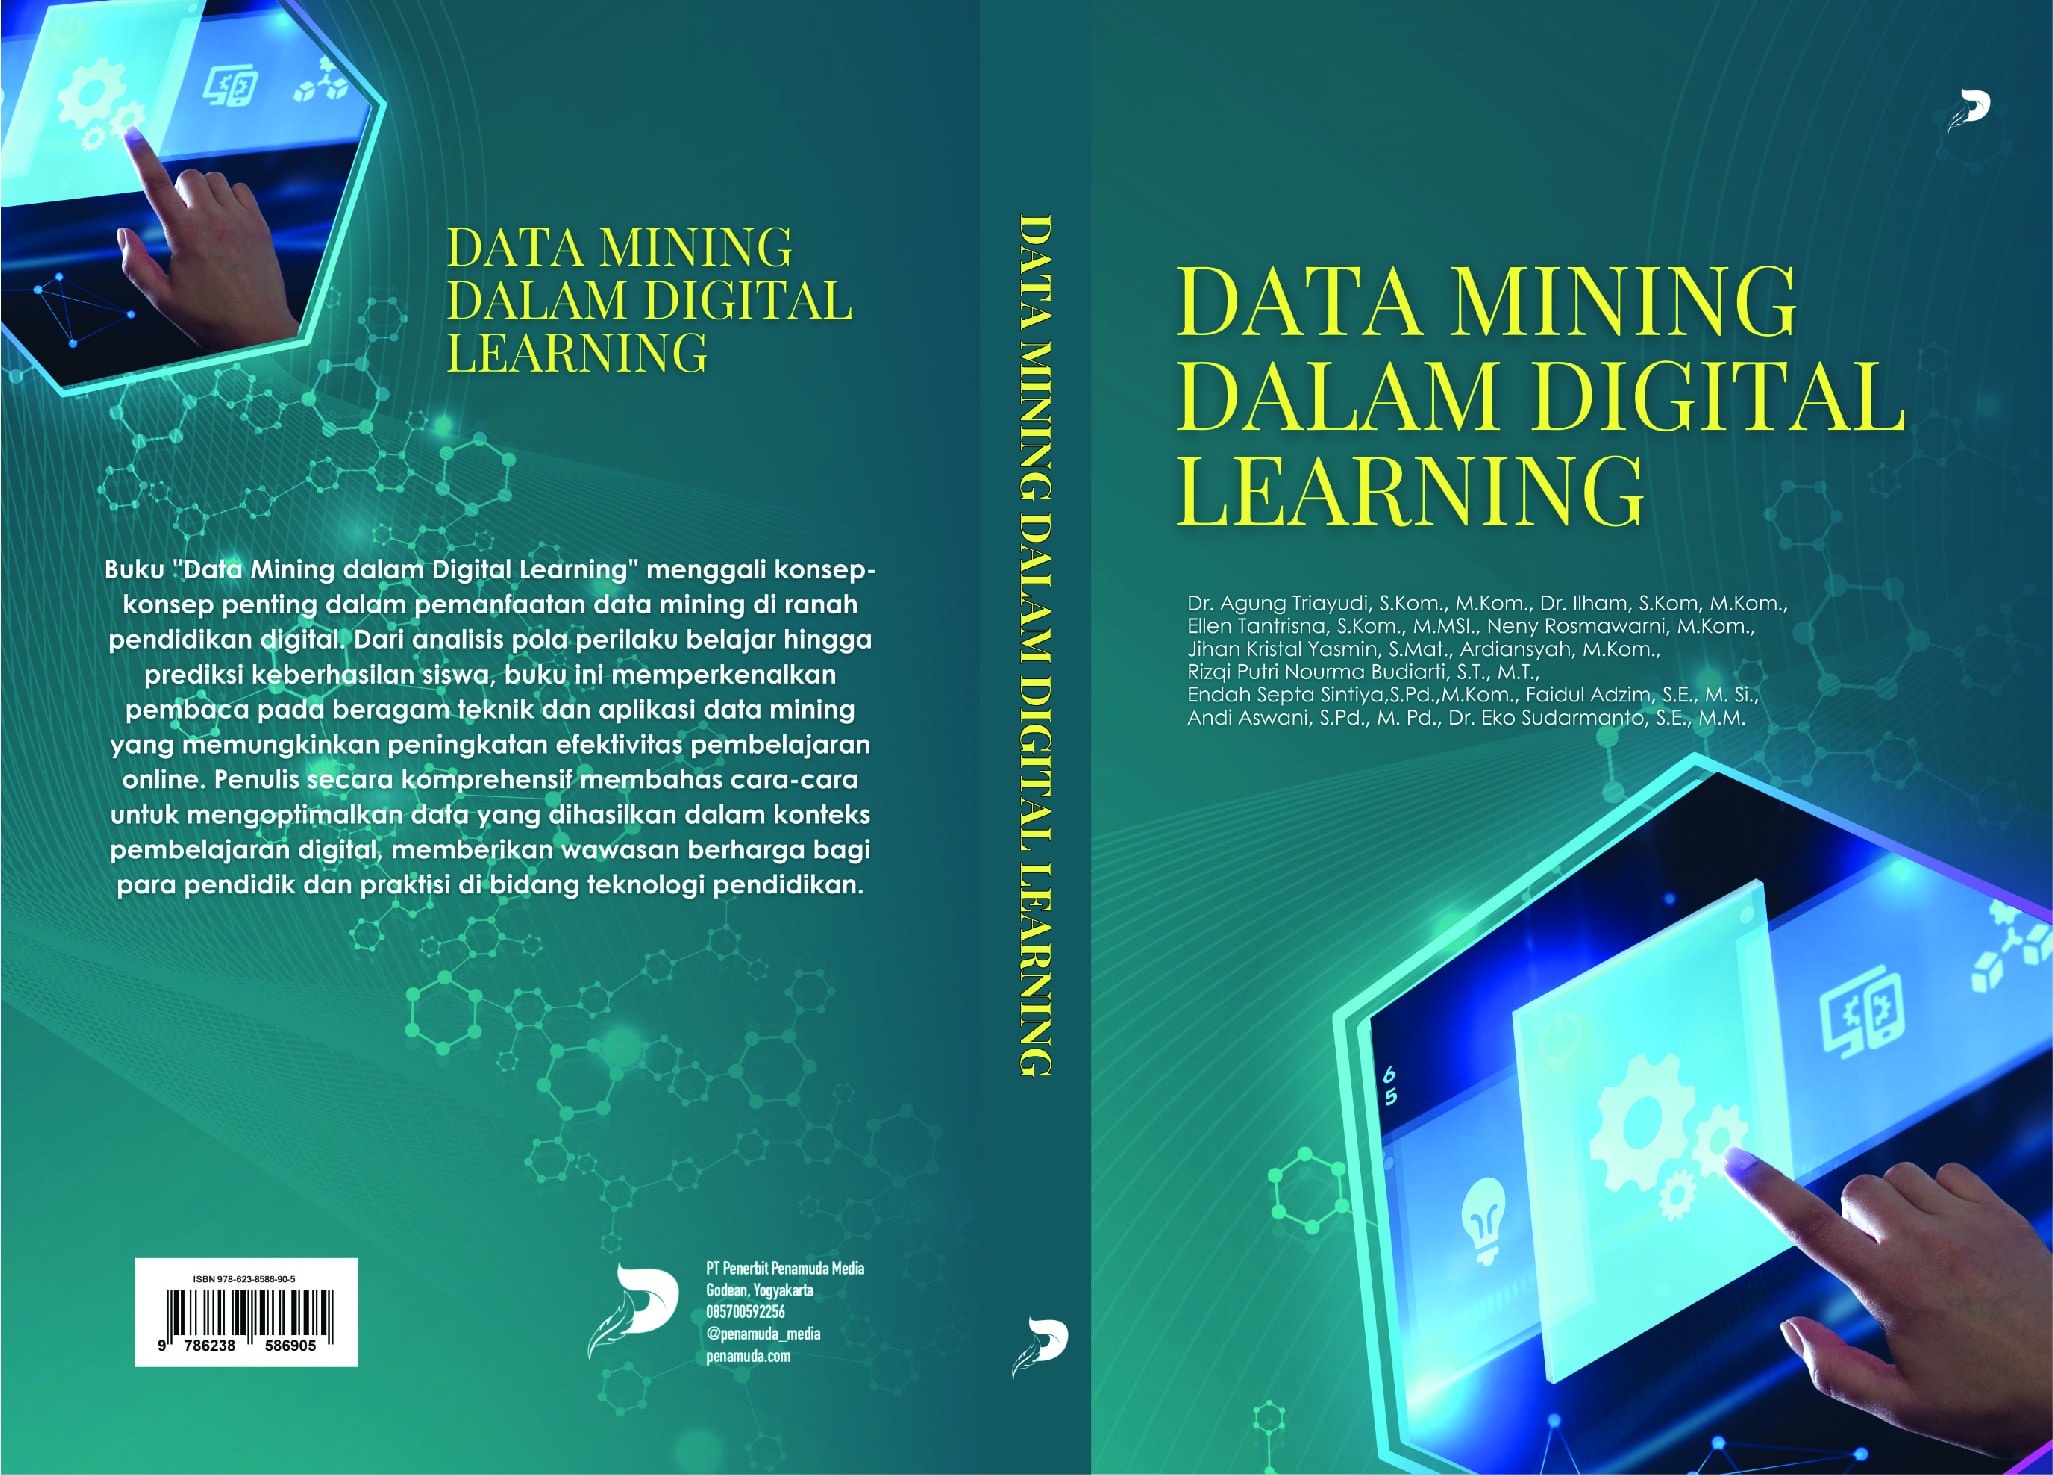 DATA MINING
DALAM DIGITAL
LEARNING
Buku "Data Mining dalam Digital Learning" menggali konsep-
konsep penting dalam pemanfaatan data mining di ranah
pendidikan digital. Dari analisis pola perilaku belajar hingga
prediksi keberhasilan siswa, buku ini memperkenalkan
pembaca pada beragam teknik dan aplikasi data mining
yang memungkinkan peningkatan efektivitas pembelajaran
online. Penulis secara komprehensif membahas cara-cara
untuk mengoptimalkan data yang dihasilkan dalam konteks
pembelajaran digital, memberikan wawasan berharga bagi
para pendidik dan praktisi di bidang teknologi pendidikan.
ISBN 978-623-8586-90-5
9 786238 586905
PT Penerbit Penamuda Media
Godean, Yogyakarta
085700592256
@penamuda_media
penamuda.com
DATA MINING DALAM DIGITAL LEARNING
DATA MINING
DALAM DIGITAL
LEARNING
Dr. Agung Triayudi, S.Kom., M.Kom., Dr. Ilham, S.Kom, M.Kom.,
Ellen Tantrisna, S.Kom., M.MSI., Neny Rosmawarni, M.Kom.,
Jihan Kristal Yasmin, S.Mat., Ardiansyah, M.Kom.,
Rizqi Putri Nourma Budiarti, S.T., M.T.,
Endah Septa Sintiya,S.Pd.,M.Kom., Faidul Adzim, S.E., M. Si.,
Andi Aswani, S.Pd., M. Pd., Dr. Eko Sudarmanto, S.E., M.M.
6
5